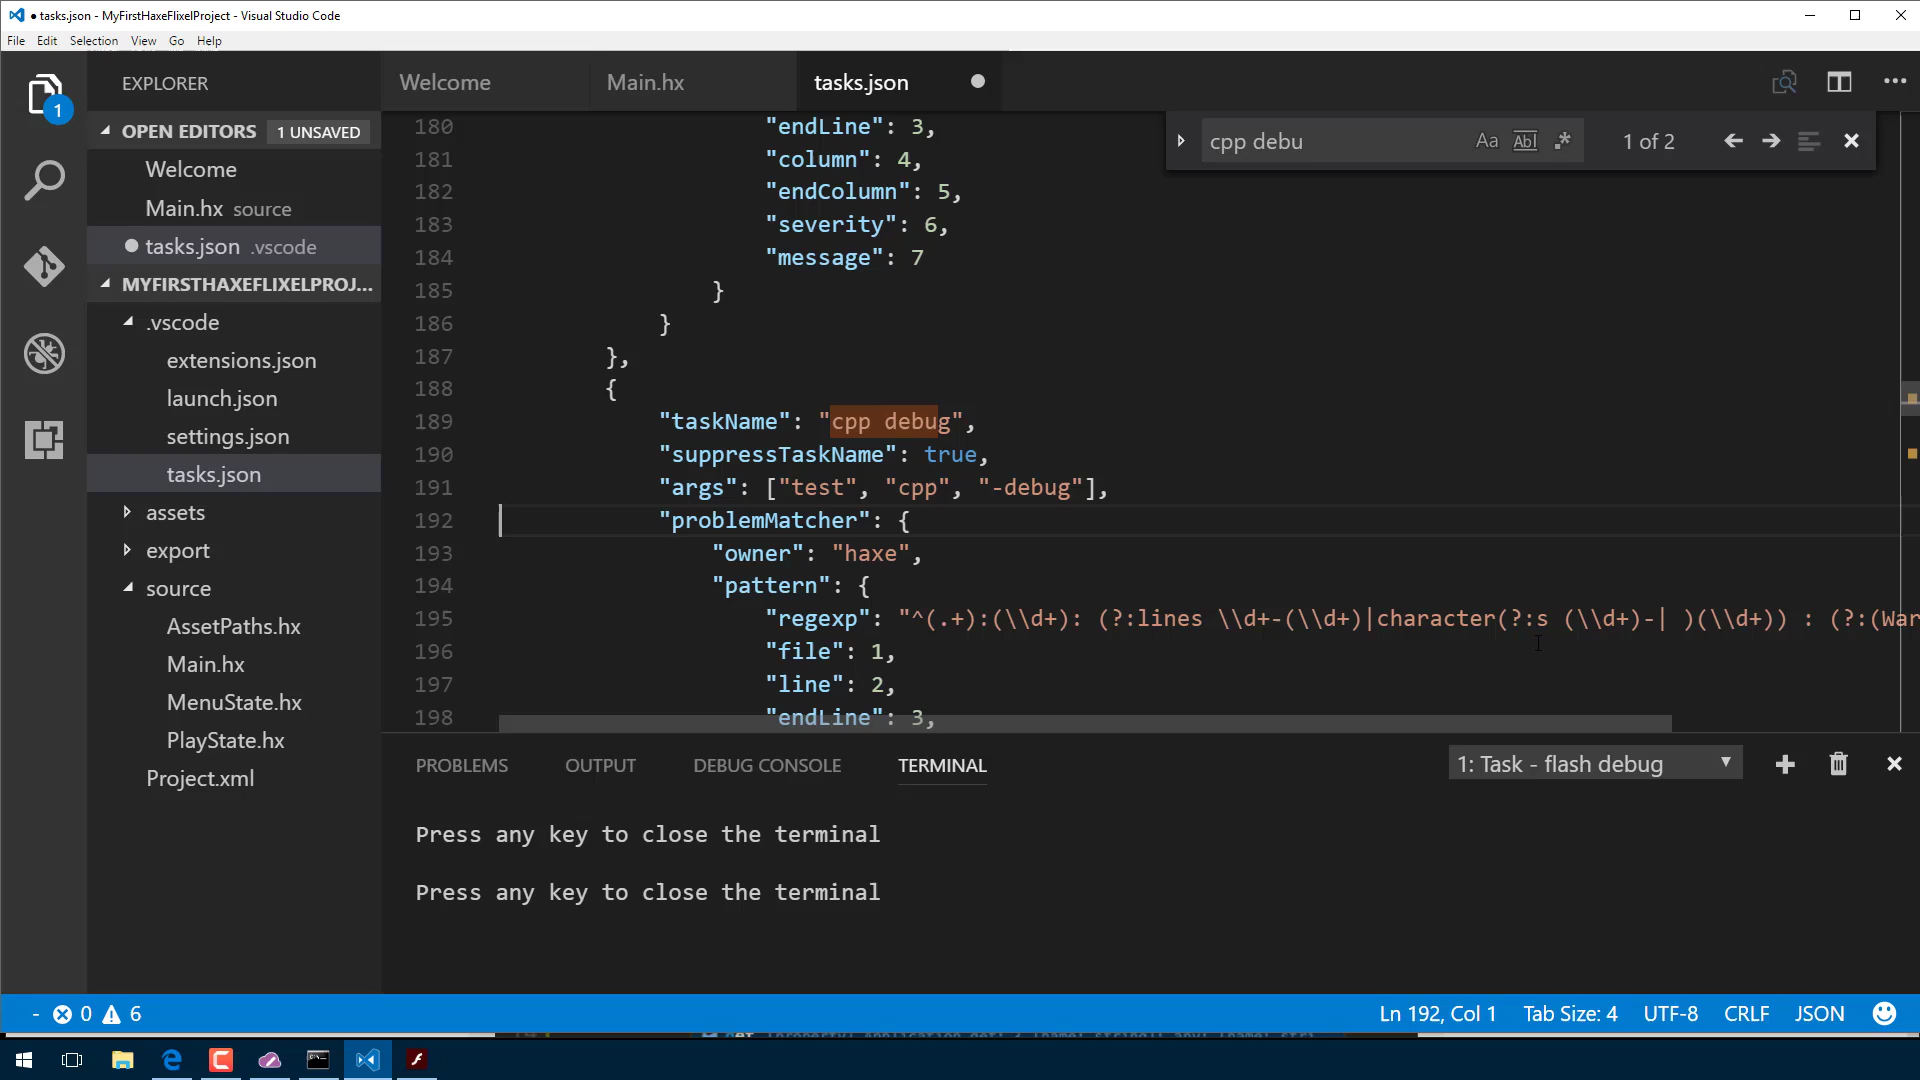 ● tasks.json - MyFirstHaxeFlixelProject - Visual Studio Code
File Edit Selection View Go Help
EXPLORER
1
OPEN EDITORS 1 UNSAVED
Welcome
Main.hx source
tasks.json .vscode
MYFIRSTHAXEFLIXELPROJ...
.vscode
extensions.json
launch.json
settings.json
tasks.json
assets
export
source
AssetPaths.hx
Main.hx
MenuState.hx
PlayState.hx
Project.xml
Welcome Main.hx tasks.json
cpp debu Aa Abl .* 1 of 2
180 "endLine": 3,
181 "column": 4,
182 "endColumn": 5,
183 "severity": 6,
184 "message": 7
185 }
186 }
187 },
188 {
189 "taskName": "cpp debug",
190 "suppressTaskName": true,
191 "args": ["test", "cpp", "-debug"],
192 "problemMatcher": {
193 "owner": "haxe",
194 "pattern": {
195 "regexp": "^(.+):(\\d+): (?:lines \\d+-(\\d+)|character(?:s (\\d+)-| )(\\d+)) : (?:(War
196 "file": 1,
197 "line": 2,
198 "endLine": 3,
PROBLEMS OUTPUT DEBUG CONSOLE TERMINAL 1: Task - flash debug
Press any key to close the terminal
Press any key to close the terminal
- 0 6 Ln 192, Col 1 Tab Size: 4 UTF-8 CRLF JSON